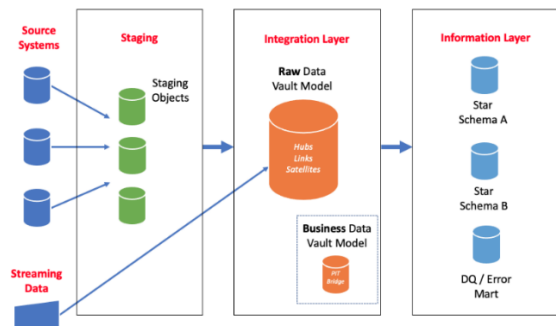 Source
Systems
Staging
Staging
Objects
Integration Layer
Raw Data
Vault Model
Hubs
Links
Satellites
Business Data
Vault Model
PIT
Bridge
Information Layer
Star
Schema A
Star
Schema B
DQ / Error
Mart
Streaming
Data